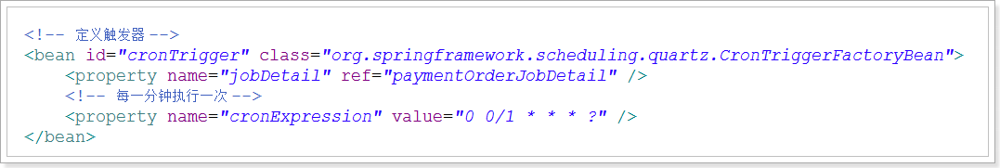 <!-- 定义触发器 -->
<bean id="cronTrigger" class="org.springframework.scheduling.quartz.CronTriggerFactoryBean">
    <property name="jobDetail" ref="paymentOrderJobDetail" />
    <!-- 每一分钟执行一次 -->
    <property name="cronExpression" value="0 0/1 * * * ?" />
</bean>